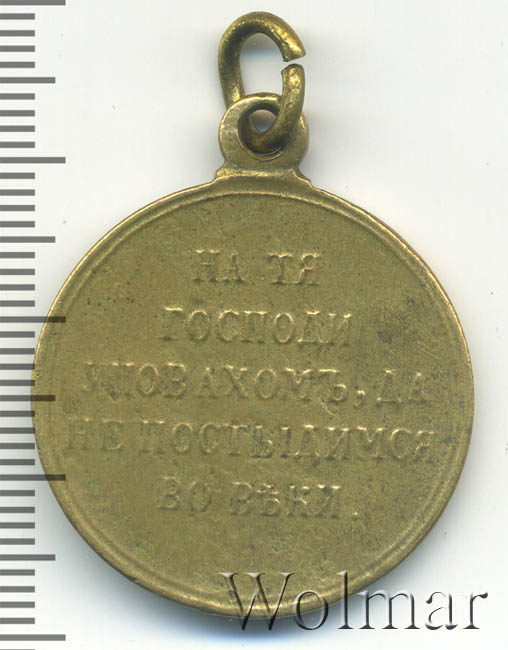 НА ТЯ
ГОСПОДИ
УПОВАХОМЪ, ДА
НЕ ПОСТЫДИМСЯ
ВО ВѢКИ.
Wolmar